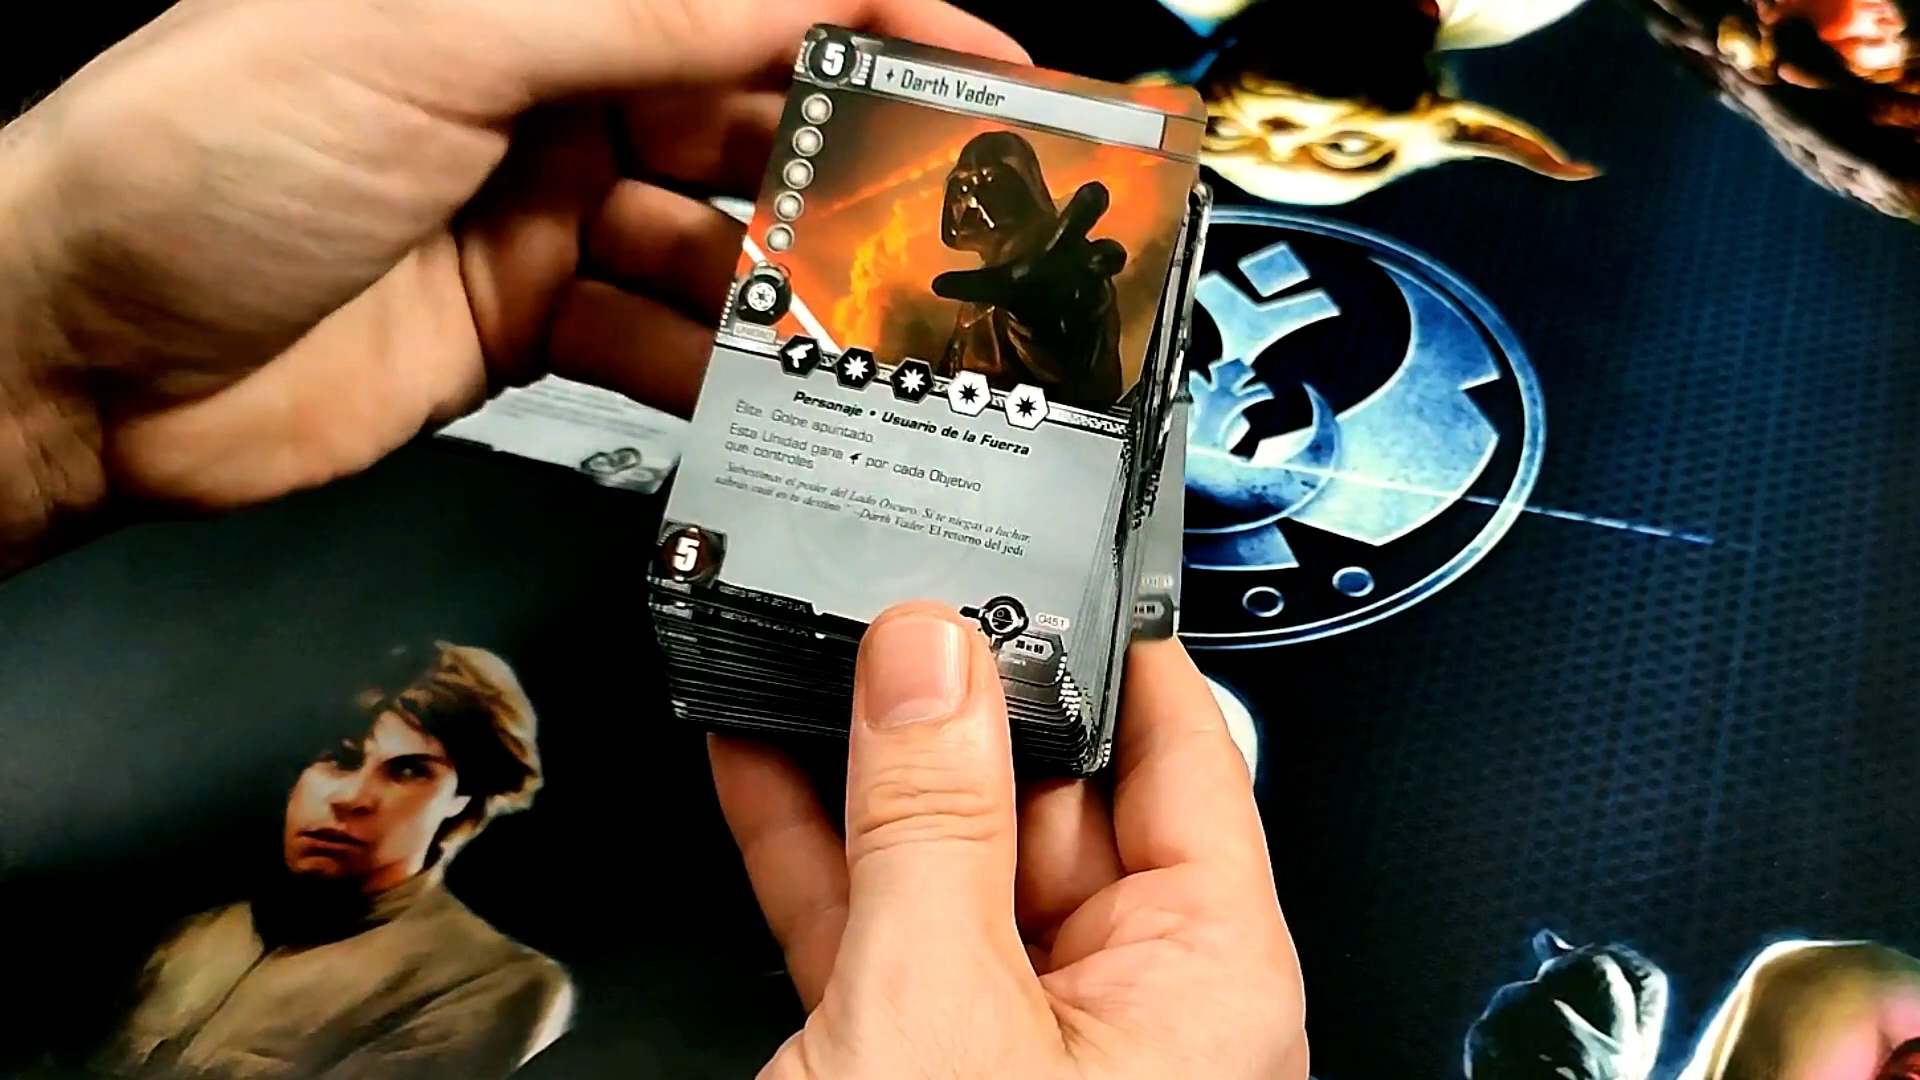 5
Darth Vader
UNIDAD
Personaje • Usuario de la Fuerza
Élite. Golpe apuntado.
Esta Unidad gana por cada Objetivo
que controles.
Subestimas el poder del Lado Oscuro. Si te niegas a luchar,
sabrás cuál es tu destino." –Darth Vader, El retorno del jedi
5
0451